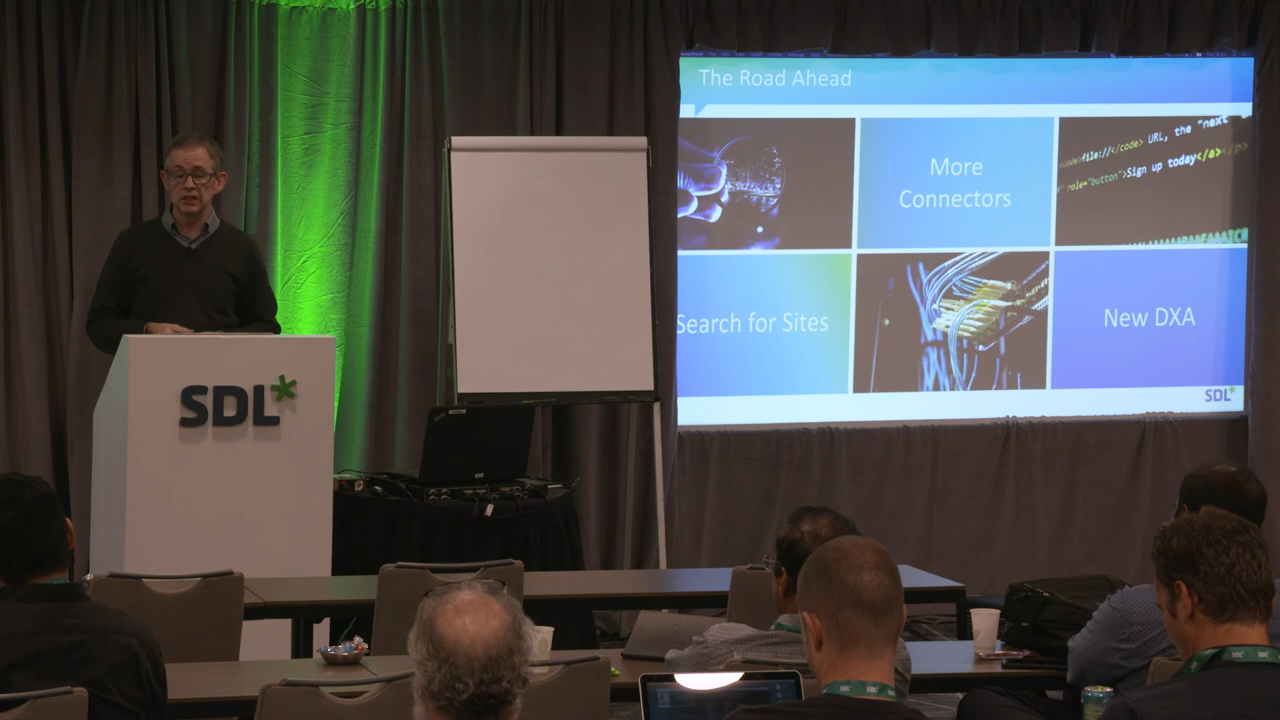 The Road Ahead
More
Connectors
<code>file://</code> URL, the "next
role="button">Sign up today</a></p>
Search for Sites
New DXA
SDL*
SDL*